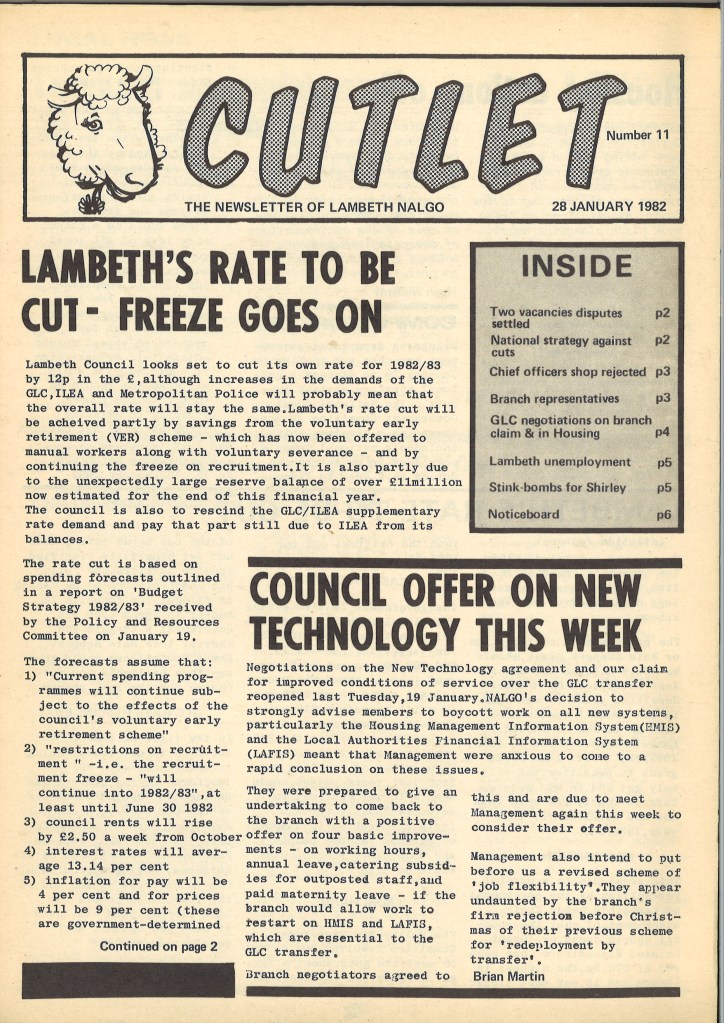 CUTLET
Number 11
THE NEWSLETTER OF LAMBETH NALGO
28 JANUARY 1982
LAMBETH'S RATE TO BE
CUT - FREEZE GOES ON
Lambeth Council looks set to cut its own rate for 1982/83
by 12p in the £,although increases in the demands of the
GLC,ILEA and Metropolitan Police will probably mean that
the overall rate will stay the same.Lambeth's rate cut will
be acheived partly by savings from the voluntary early
retirement (VER) scheme - which has now been offered to
manual workers along with voluntary severance - and by
continuing the freeze on recruitment.It is also partly due
to the unexpectedly large reserve balance of over £11million
now estimated for the end of this financial year.
The council is also to rescind the GLC/ILEA supplementary
rate demand and pay that part still due to ILEA from its
balances.
The rate cut is based on
spending forecasts outlined
in a report on 'Budget
Strategy 1982/83' received
by the Policy and Resources
Committee on January 19.
The forecasts assume that:
1) "Current spending prog-
rammes will continue sub-
ject to the effects of the
council's voluntary early
retirement scheme"
2) "restrictions on recruit-
ment " -i.e. the recruit-
ment freeze - "will
continue into 1982/83",at
least until June 30 1982
3) council rents will rise
by £2.50 a week from October
4) interest rates will aver-
age 13.14 per cent
5) inflation for pay will be
4 per cent and for prices
will be 9 per cent (these
are government-determined
Continued on page 2
INSIDE
Two vacancies disputes p2
settled
National strategy against p2
cuts
Chief officers shop rejected p3
Branch representatives p3
GLC negotiations on branch
claim & in Housing p4
Lambeth unemployment p5
Stink-bombs for Shirley p5
Noticeboard p6
COUNCIL OFFER ON NEW
TECHNOLOGY THIS WEEK
Negotiations on the New Technology agreement and our claim
for improved conditions of service over the GLC transfer
reopened last Tuesday,19 January.NALGO's decision to
strongly advise members to boycott work on all new systems,
particularly the Housing Management Information System(HMIS)
and the Local Authorities Financial Information System
(LAFIS) meant that Management were anxious to come to a
rapid conclusion on these issues.
They were prepared to give an
undertaking to come back to
the branch with a positive
offer on four basic improve-
ments - on working hours,
annual leave,catering subsid-
ies for outposted staff,and
paid maternity leave - if the
branch would allow work to
restart on HMIS and LAFIS,
which are essential to the
GLC transfer.
Branch negotiators agreed to
this and are due to meet
Management again this week to
consider their offer.
Management also intend to put
before us a revised scheme of
'job flexibility'.They appear
undaunted by the branch's
firm rejection before Christ-
mas of their previous scheme
for 'redeployment by
transfer'.
Brian Martin